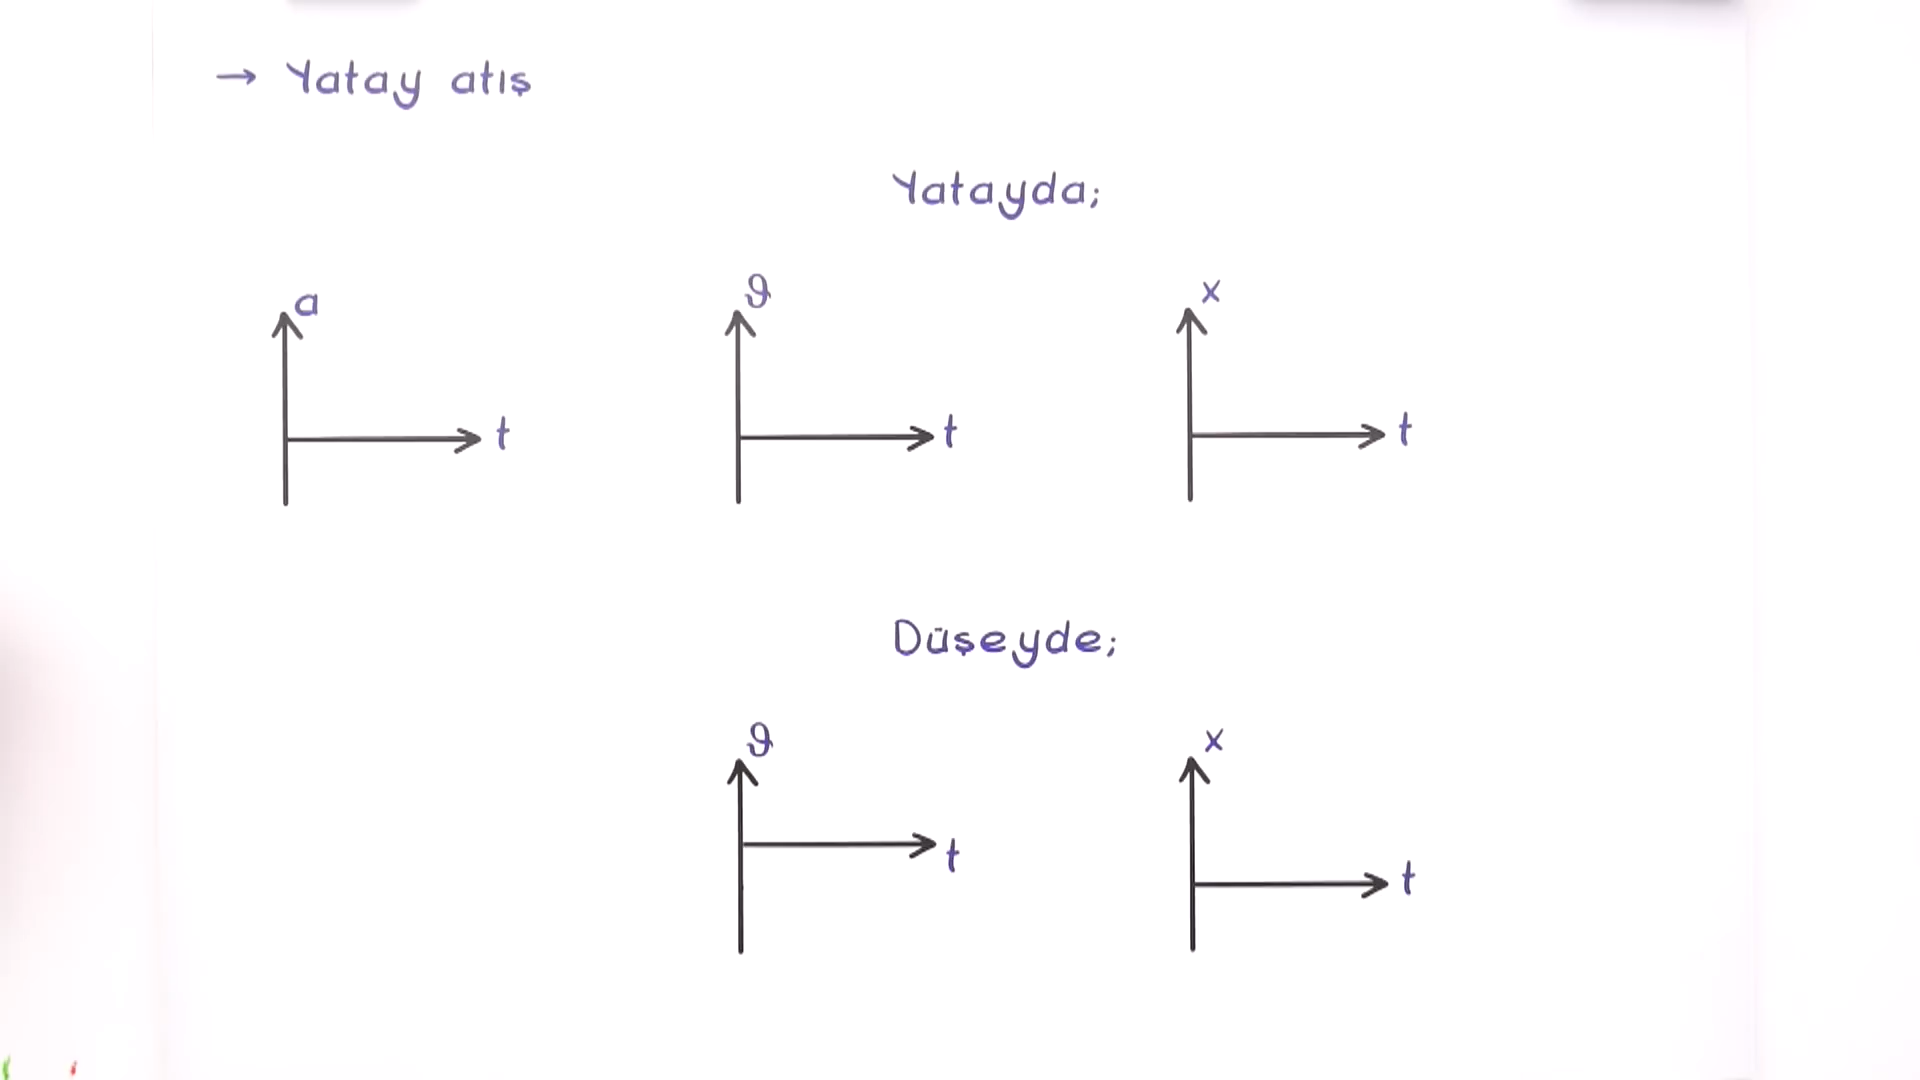 → Yatay atış
Yatayda;
a
t
ϑ
t
x
t
Düşeyde;
ϑ
t
x
t